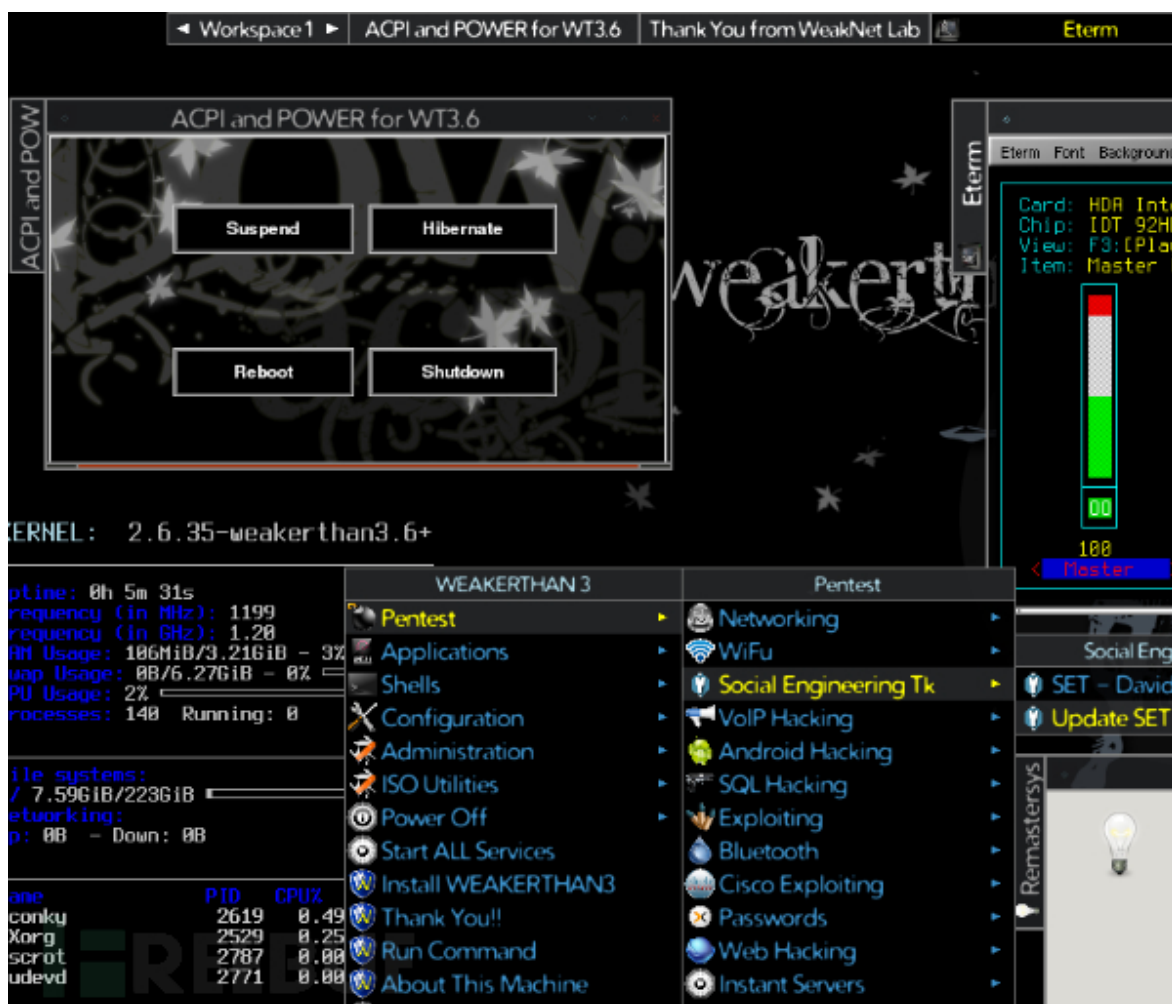 ◄ Workspace 1 ► ACPI and POWER for WT3.6 Thank You from WeakNet Lab Eterm
ACPI and POW
ACPI and POWER for WT3.6
Suspend Hibernate
Reboot Shutdown
Eterm
Eterm Font Background
Card: HDA Inte
Chip: IDT 92H
View: F3:[Pla
Item: Master
00
100
< Master
weakerth
KERNEL: 2.6.35-weakerthan3.6+
ptime: 0h 5m 31s
requency (in MHz): 1199
requency (in GHz): 1.20
AM Usage: 106MiB/3.21GiB - 3%
wap Usage: 0B/6.27GiB - 0%
PU Usage: 2%
rocesses: 140 Running: 0
ile systems:
/ 7.59GiB/223GiB
etworking:
p: 0B - Down: 0B
ame PID CPU%
conky 2619 0.49
Xorg 2529 0.25
scrot 2787 0.00
udevd 2771 0.00
WEAKERTHAN 3
Pentest
Applications
Shells
Configuration
Administration
ISO Utilities
Power Off
Start ALL Services
Install WEAKERTHAN3
Thank You!!
Run Command
About This Machine
Pentest
Networking
WiFu
Social Engineering Tk
VoIP Hacking
Android Hacking
SQL Hacking
Exploiting
Bluetooth
Cisco Exploiting
Passwords
Web Hacking
Instant Servers
Social Eng
SET - David
Update SET
Remastersys